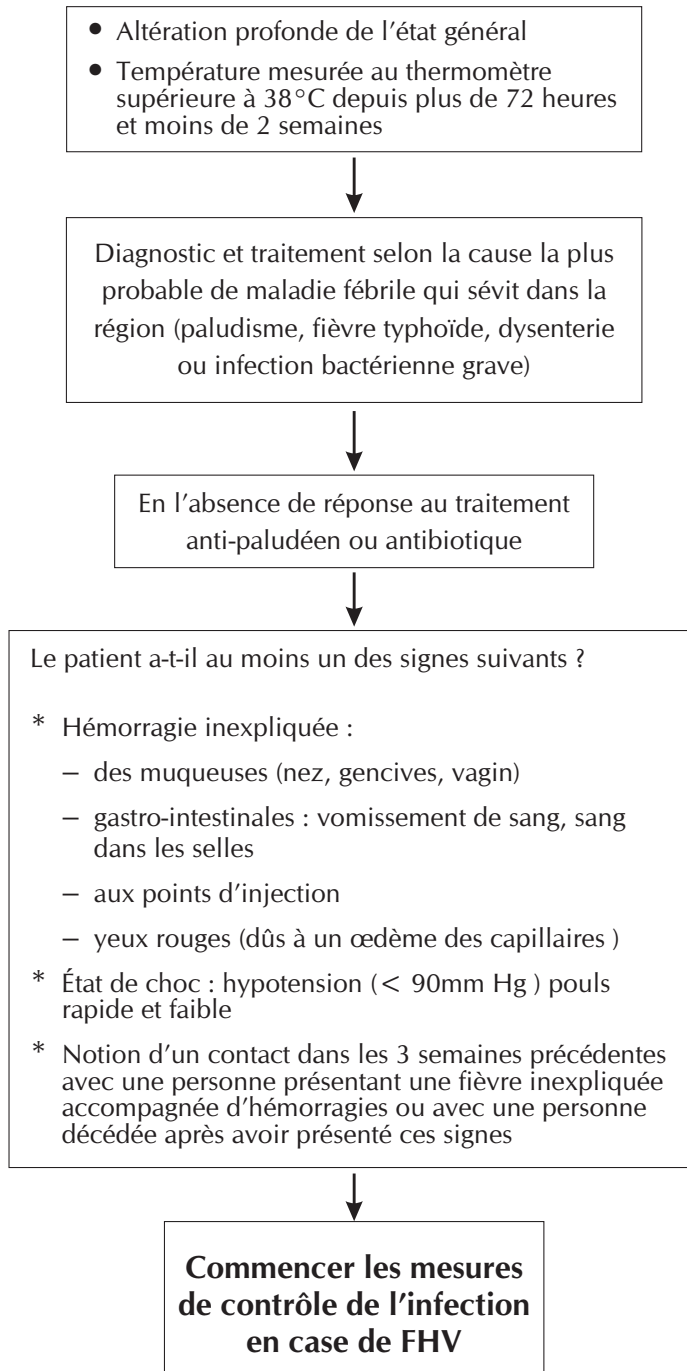 • Altération profonde de l'état général
• Température mesurée au thermomètre
supérieure à 38°C depuis plus de 72 heures
et moins de 2 semaines
Diagnostic et traitement selon la cause la plus
probable de maladie fébrile qui sévit dans la
région (paludisme, fièvre typhoïde, dysenterie
ou infection bactérienne grave)
En l'absence de réponse au traitement
anti-paludéen ou antibiotique
Le patient a-t-il au moins un des signes suivants ?
* Hémorragie inexpliquée :
– des muqueuses (nez, gencives, vagin)
– gastro-intestinales : vomissement de sang, sang
dans les selles
– aux points d'injection
– yeux rouges (dûs à un œdème des capillaires )
* État de choc : hypotension (< 90mm Hg ) pouls
rapide et faible
* Notion d'un contact dans les 3 semaines précédentes
avec une personne présentant une fièvre inexpliquée
accompagnée d'hémorragies ou avec une personne
décédée après avoir présenté ces signes
Commencer les mesures
de contrôle de l'infection
en case de FHV